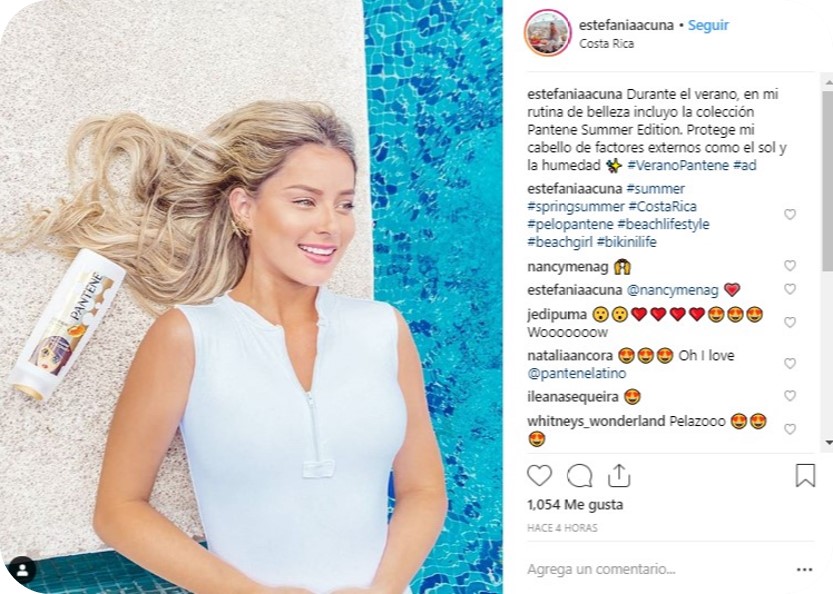 estefaniaacuna • Seguir
Costa Rica
estefaniaacuna Durante el verano, en mi
rutina de belleza incluyo la colección
Pantene Summer Edition. Protege mi
cabello de factores externos como el sol y
la humedad ✨ #VeranoPantene #ad
estefaniaacuna #summer
#springsummer #CostaRica
#pelopantene #beachlifestyle
#beachgirl #bikinilife
nancymenag 🙌
estefaniaacuna @nancymenag ❤
jedipuma 😮😮❤❤❤❤😍😍😍
Wooooooow
nataliaancora 😍😍😍 Oh I love
@pantenelatino
ileanasequeira 😍
whitneys_wonderland Pelazooo 😍😍
😍
1,054 Me gusta
HACE 4 HORAS
Agrega un comentario...
PANTENE